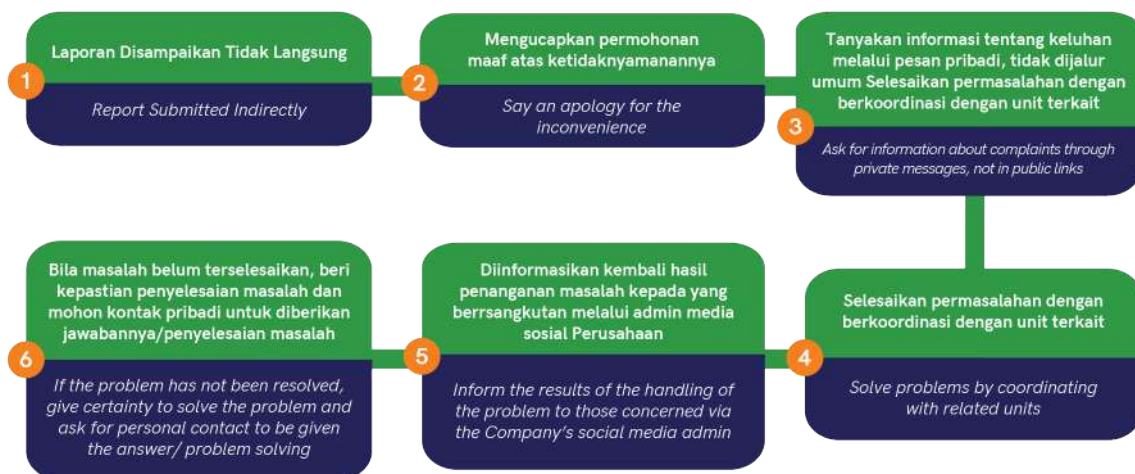 1
Laporan Disampaikan Tidak Langsung
Report Submitted Indirectly
2
Mengucapkan permohonan
maaf atas ketidaknyamanannya
Say an apology for the
inconvenience
3
Tanyakan informasi tentang keluhan
melalui pesan pribadi, tidak dijalur
umum Selesaikan permasalahan dengan
berkoordinasi dengan unit terkait
Ask for information about complaints through
private messages, not in public links
4
Selesaikan permasalahan dengan
berkoordinasi dengan unit terkait
Solve problems by coordinating
with related units
5
Diinformasikan kembali hasil
penanganan masalah kepada yang
berrsangkutan melalui admin media
sosial Perusahaan
Inform the results of the handling of
the problem to those concerned via
the Company's social media admin
6
Bila masalah belum terselesaikan, beri
kepastian penyelesaian masalah dan
mohon kontak pribadi untuk diberikan
jawabannya/penyelesaian masalah
If the problem has not been resolved,
give certainty to solve the problem and
ask for personal contact to be given
the answer/ problem solving